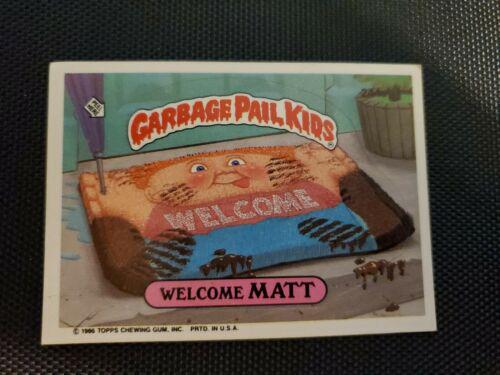 GARBAGE PAIL KIDS
WELCOME
WELCOME MATT
© 1986 TOPPS CHEWING GUM, INC. PRTD. IN U.S.A.